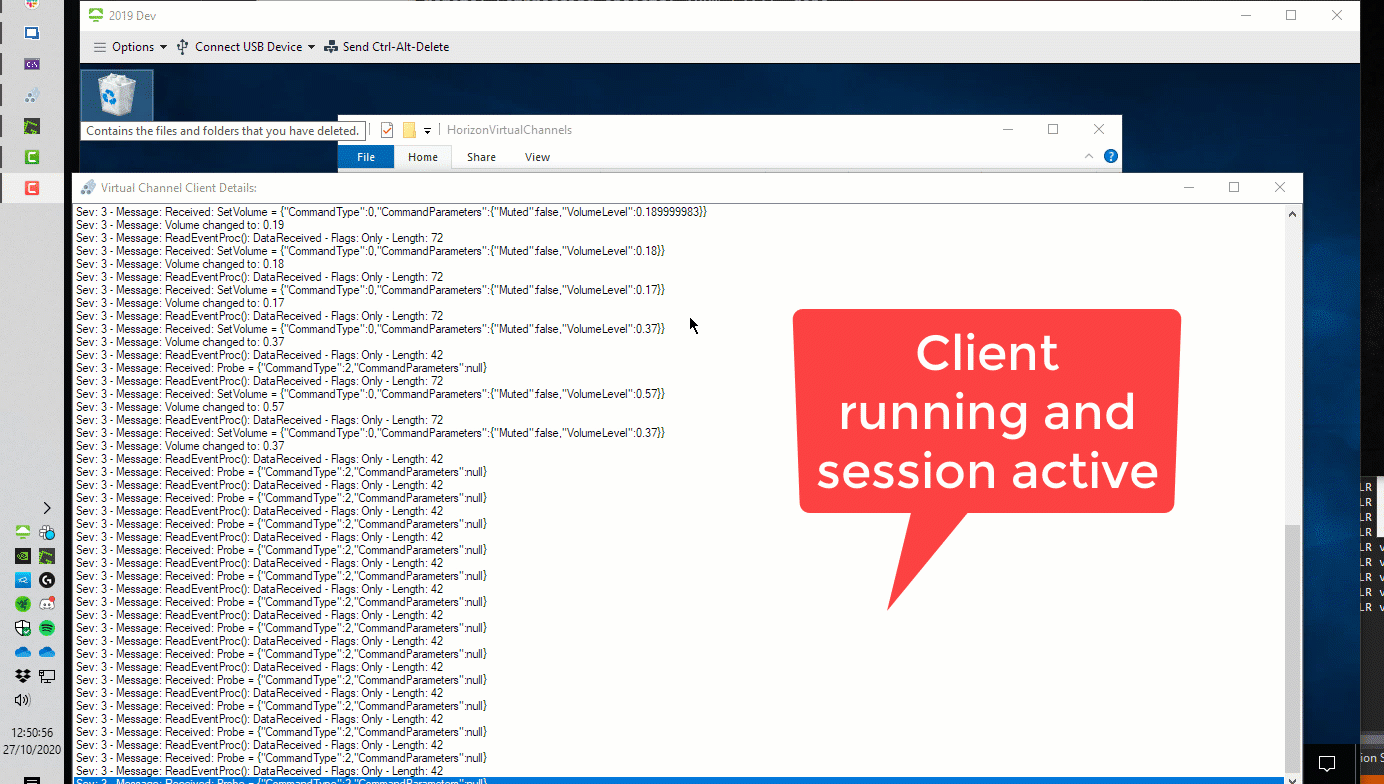 2019 Dev
Options
Connect USB Device
Send Ctrl-Alt-Delete
Contains the files and folders that you have deleted.
HorizonVirtualChannels
File
Home
Share
View
Virtual Channel Client Details:
Sev: 3 - Message: Received: SetVolume = {"CommandType":0,"CommandParameters":{"Muted":false,"VolumeLevel":0.189999983}}
Sev: 3 - Message: Volume changed to: 0.19
Sev: 3 - Message: ReadEventProc(): DataReceived - Flags: Only - Length: 72
Sev: 3 - Message: Received: SetVolume = {"CommandType":0,"CommandParameters":{"Muted":false,"VolumeLevel":0.18}}
Sev: 3 - Message: Volume changed to: 0.18
Sev: 3 - Message: ReadEventProc(): DataReceived - Flags: Only - Length: 72
Sev: 3 - Message: Received: SetVolume = {"CommandType":0,"CommandParameters":{"Muted":false,"VolumeLevel":0.17}}
Sev: 3 - Message: Volume changed to: 0.17
Sev: 3 - Message: ReadEventProc(): DataReceived - Flags: Only - Length: 72
Sev: 3 - Message: Received: SetVolume = {"CommandType":0,"CommandParameters":{"Muted":false,"VolumeLevel":0.37}}
Sev: 3 - Message: Volume changed to: 0.37
Sev: 3 - Message: ReadEventProc(): DataReceived - Flags: Only - Length: 42
Sev: 3 - Message: Received: Probe = {"CommandType":2,"CommandParameters":null}
Sev: 3 - Message: ReadEventProc(): DataReceived - Flags: Only - Length: 72
Sev: 3 - Message: Received: SetVolume = {"CommandType":0,"CommandParameters":{"Muted":false,"VolumeLevel":0.57}}
Sev: 3 - Message: Volume changed to: 0.57
Sev: 3 - Message: ReadEventProc(): DataReceived - Flags: Only - Length: 72
Sev: 3 - Message: Received: SetVolume = {"CommandType":0,"CommandParameters":{"Muted":false,"VolumeLevel":0.37}}
Sev: 3 - Message: Volume changed to: 0.37
Sev: 3 - Message: ReadEventProc(): DataReceived - Flags: Only - Length: 42
Sev: 3 - Message: Received: Probe = {"CommandType":2,"CommandParameters":null}
Sev: 3 - Message: ReadEventProc(): DataReceived - Flags: Only - Length: 42
Sev: 3 - Message: Received: Probe = {"CommandType":2,"CommandParameters":null}
Sev: 3 - Message: ReadEventProc(): DataReceived - Flags: Only - Length: 42
Sev: 3 - Message: Received: Probe = {"CommandType":2,"CommandParameters":null}
Sev: 3 - Message: ReadEventProc(): DataReceived - Flags: Only - Length: 42
Sev: 3 - Message: Received: Probe = {"CommandType":2,"CommandParameters":null}
Sev: 3 - Message: ReadEventProc(): DataReceived - Flags: Only - Length: 42
Sev: 3 - Message: Received: Probe = {"CommandType":2,"CommandParameters":null}
Sev: 3 - Message: ReadEventProc(): DataReceived - Flags: Only - Length: 42
Sev: 3 - Message: Received: Probe = {"CommandType":2,"CommandParameters":null}
Sev: 3 - Message: ReadEventProc(): DataReceived - Flags: Only - Length: 42
Sev: 3 - Message: Received: Probe = {"CommandType":2,"CommandParameters":null}
Sev: 3 - Message: ReadEventProc(): DataReceived - Flags: Only - Length: 42
Sev: 3 - Message: Received: Probe = {"CommandType":2,"CommandParameters":null}
Sev: 3 - Message: ReadEventProc(): DataReceived - Flags: Only - Length: 42
Sev: 3 - Message: Received: Probe = {"CommandType":2,"CommandParameters":null}
Sev: 3 - Message: ReadEventProc(): DataReceived - Flags: Only - Length: 42
Sev: 3 - Message: Received: Probe = {"CommandType":2,"CommandParameters":null}
Sev: 3 - Message: ReadEventProc(): DataReceived - Flags: Only - Length: 42
Sev: 3 - Message: Received: Probe = {"CommandType":2,"CommandParameters":null}
Sev: 3 - Message: ReadEventProc(): DataReceived - Flags: Only - Length: 42
Sev: 3 - Message: Received: Probe = {"CommandType":2,"CommandParameters":null}
Sev: 3 - Message: ReadEventProc(): DataReceived - Flags: Only - Length: 42
Sev: 3 - Message: Received: Probe = {"CommandType":2,"CommandParameters":null}
Client
running and
session active
LR
LR
LR
LR
LR v
LR v
LR v
LR v
LR v
ion S
12:50:56
27/10/2020